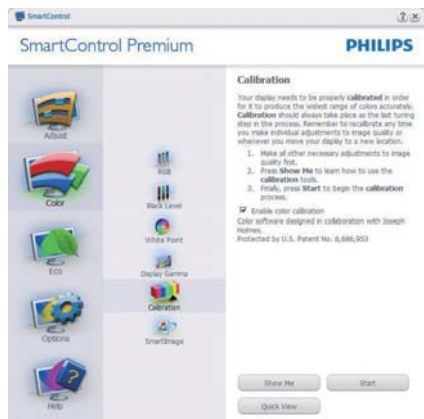 SmartControl
SmartControl Premium
PHILIPS
Adjust
Color
Eco
Options
Help
RGB
Black Level
White Point
Display Gamma
Calibration
SmartImage
Calibration
Your display needs to be properly calibrated in order
for it to produce the widest range of colors accurately.
Calibration should always take place as the last tuning
step in the process. Remember to recalibrate any time
you make individual adjustments to image quality or
wherever you move your display to a new location.
1. Make all other necessary adjustments to image
quality first.
2. Press Show Me to learn how to use the
calibration tools.
3. Finally, press Start to begin the calibration
process.
Enable color calibration
Color software designed in collaboration with Joseph
Holmes.
Protected by U.S. Patent No. 6,686,953
Show Me
Start
Quick View